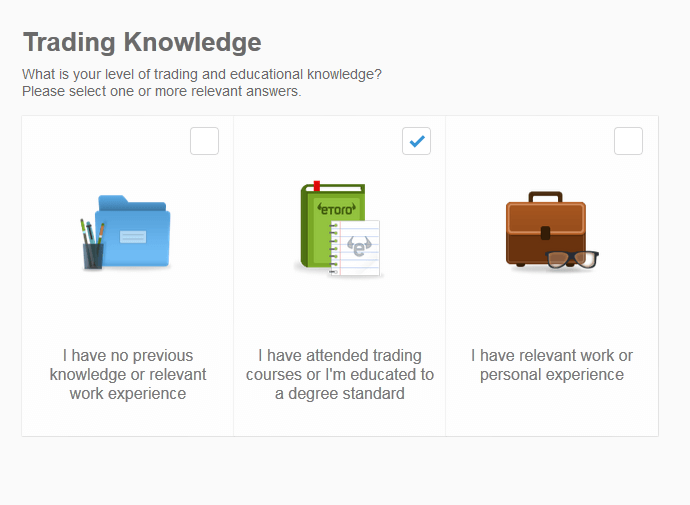 Trading Knowledge
What is your level of trading and educational knowledge?
Please select one or more relevant answers.
eTORO
e
I have no previous
knowledge or relevant
work experience
I have attended trading
courses or I'm educated to
a degree standard
I have relevant work or
personal experience